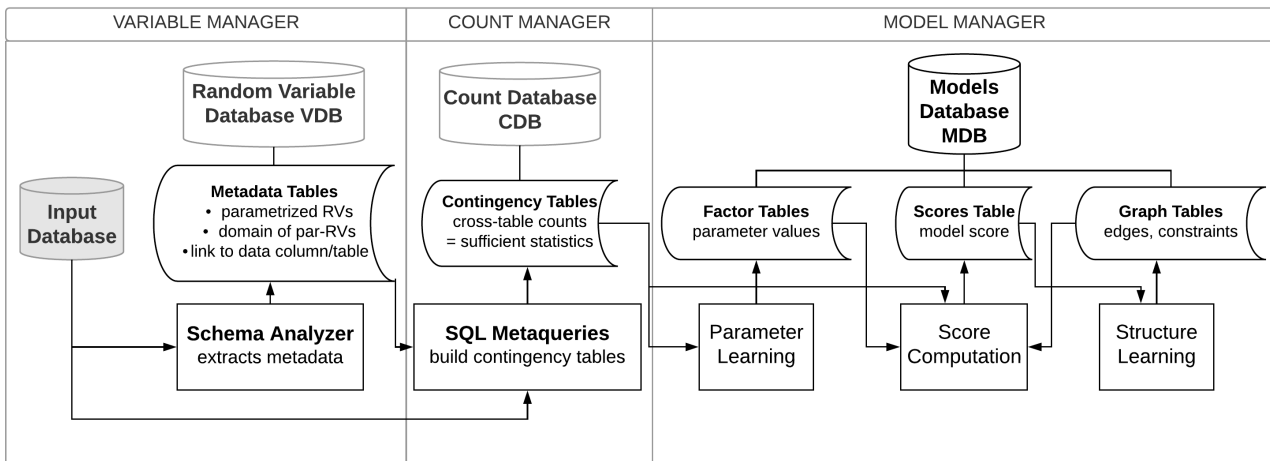 VARIABLE MANAGER
COUNT MANAGER
MODEL MANAGER
Random Variable
Database VDB
Count Database
CDB
Models
Database
MDB
Input
Database
Metadata Tables
• parametrized RVs
• domain of par-RVs
• link to data column/table
Contingency Tables
cross-table counts
= sufficient statistics
Factor Tables
parameter values
Scores Table
model score
Graph Tables
edges, constraints
Schema Analyzer
extracts metadata
SQL Metaqueries
build contingency tables
Parameter
Learning
Score
Computation
Structure
Learning